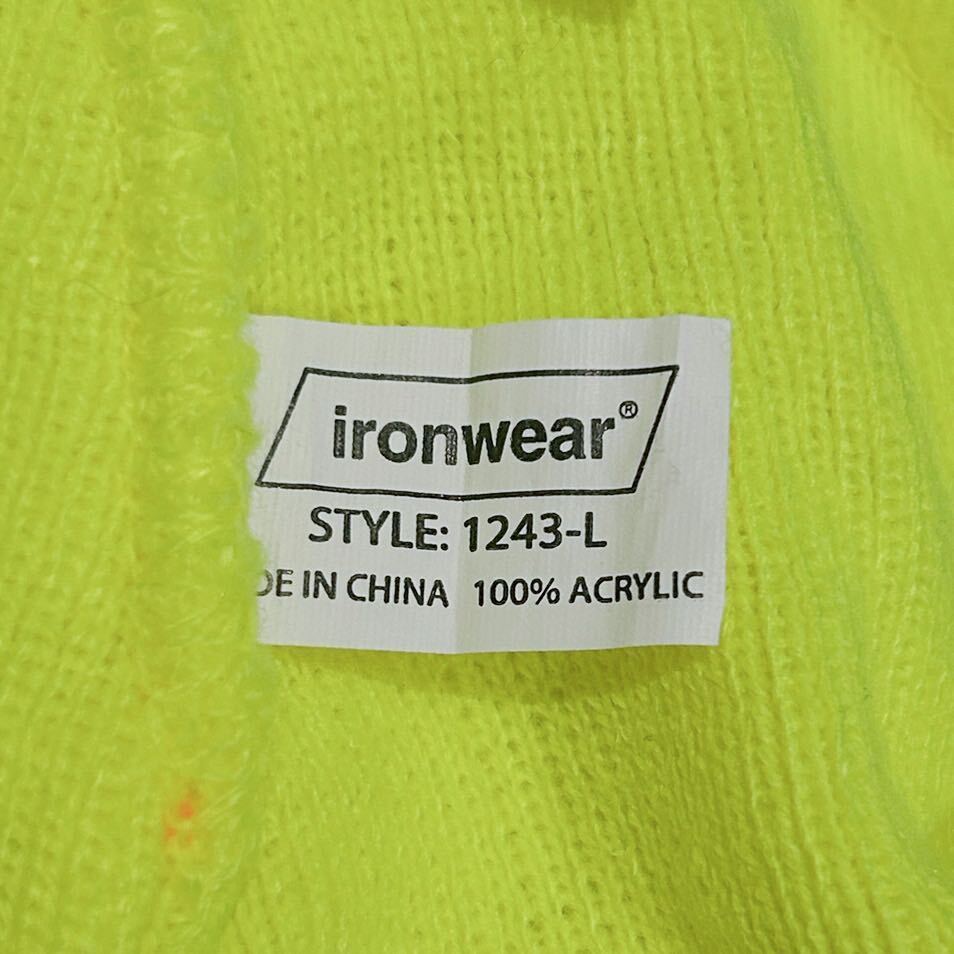 ironwear®
STYLE: 1243-L
DE IN CHINA 100% ACRYLIC